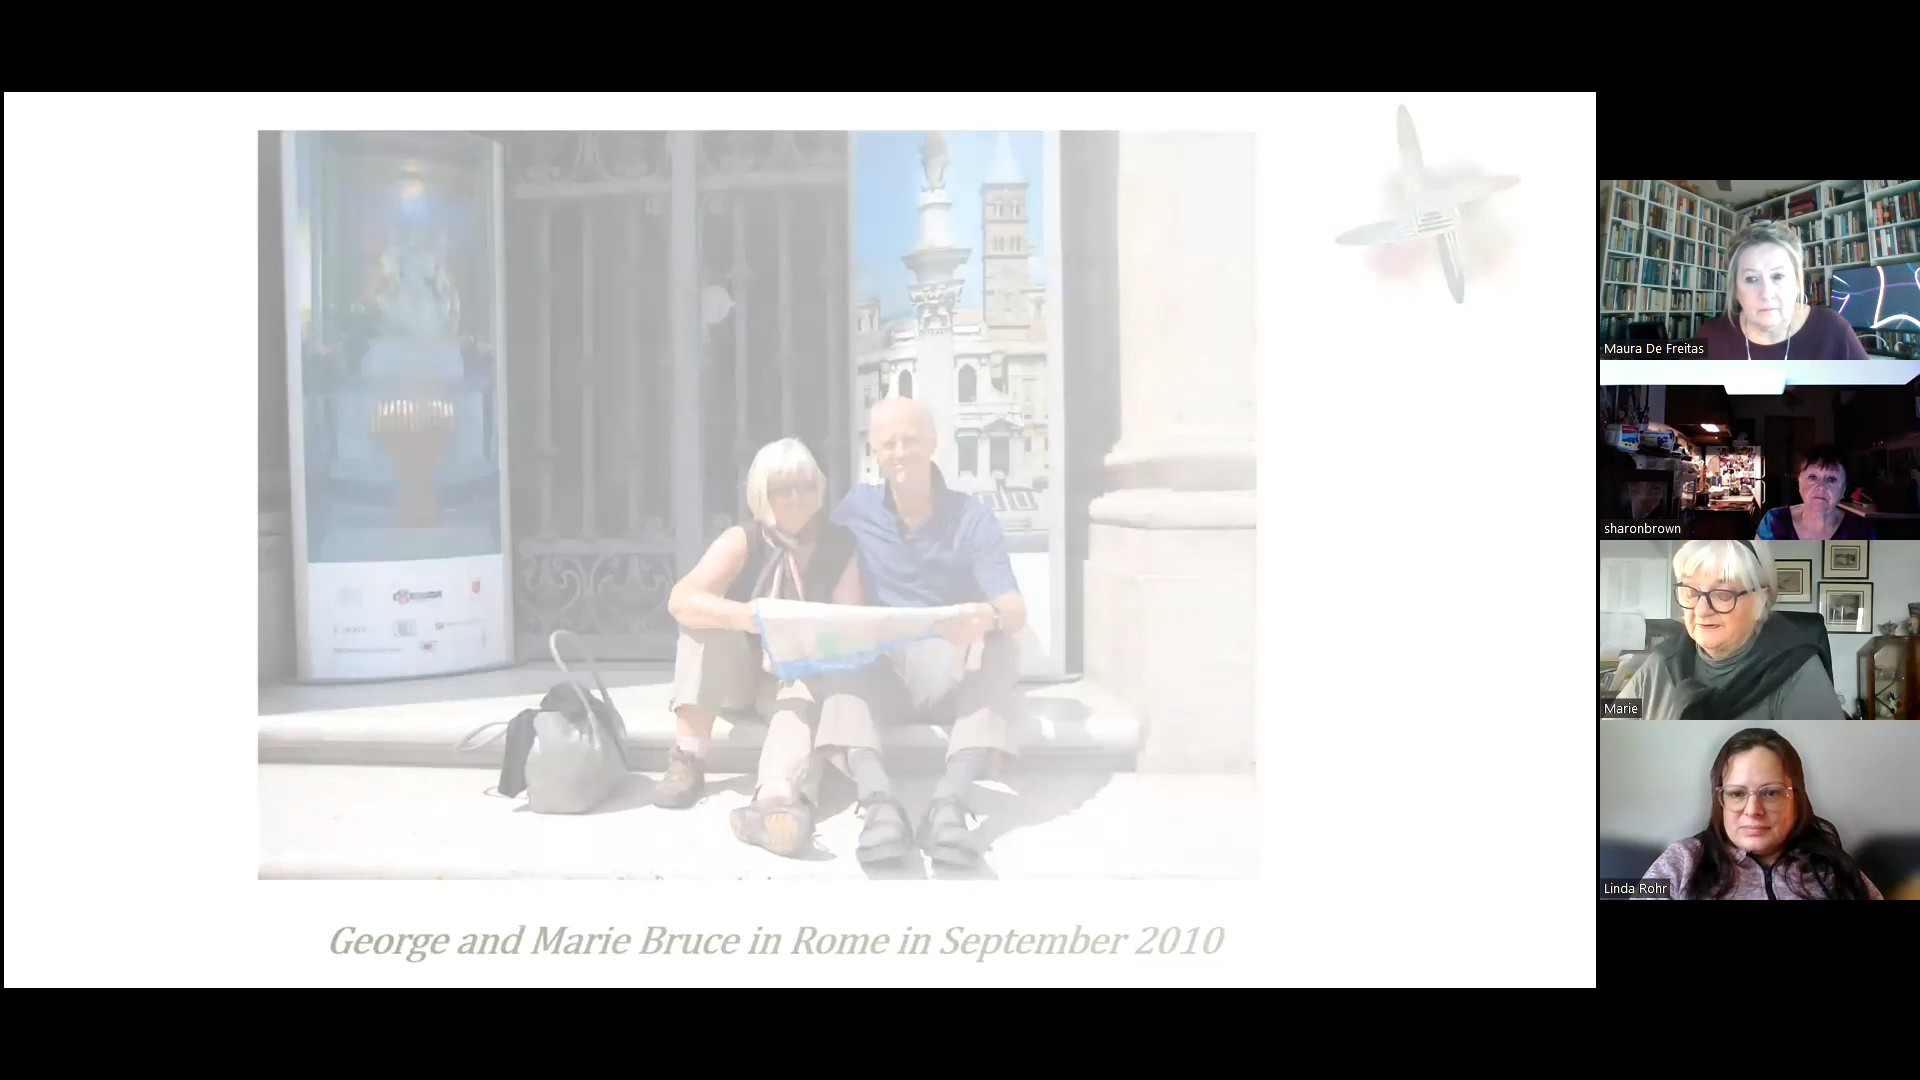 George and Marie Bruce in Rome in September 2010
Maura De Freitas
sharonbrown
Marie
Linda Rohr